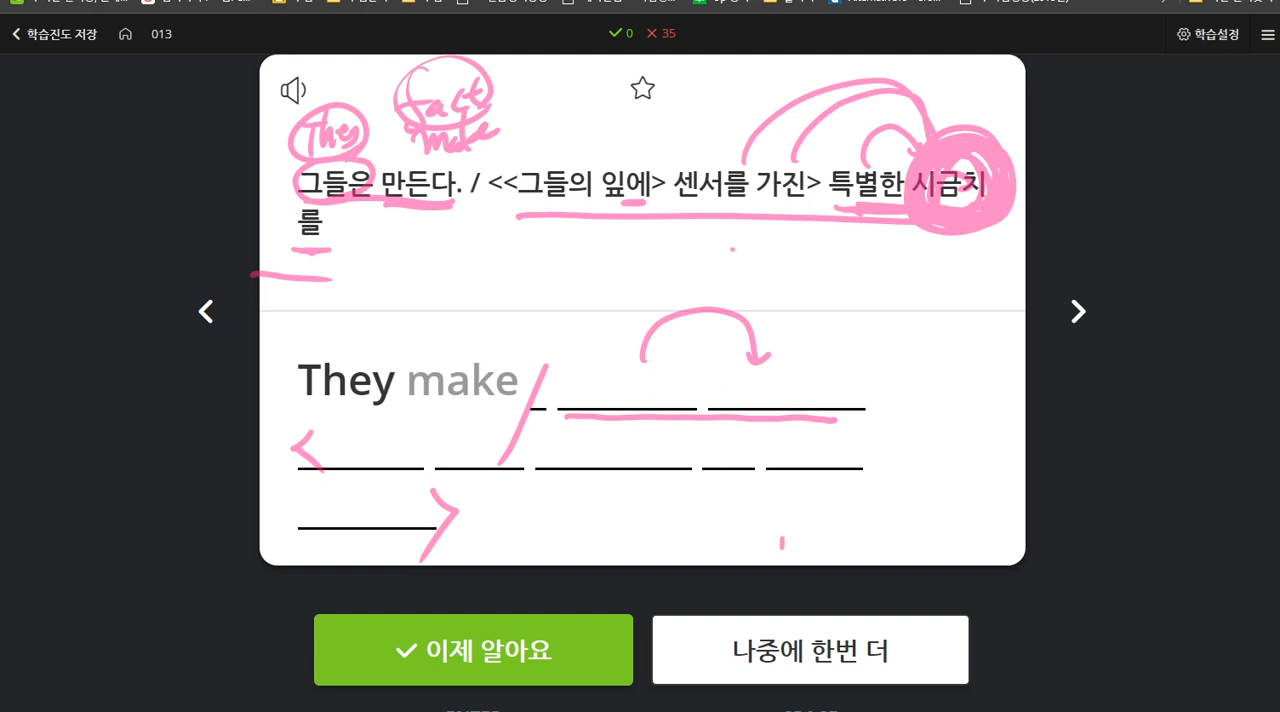 학습진도 저장
013
0
35
학습설정
They
fact
make
그들은 만든다. / <<그들의 잎에> 센서를 가진> 특별한 시금치
를
They make
이제 알아요
나중에 한번 더